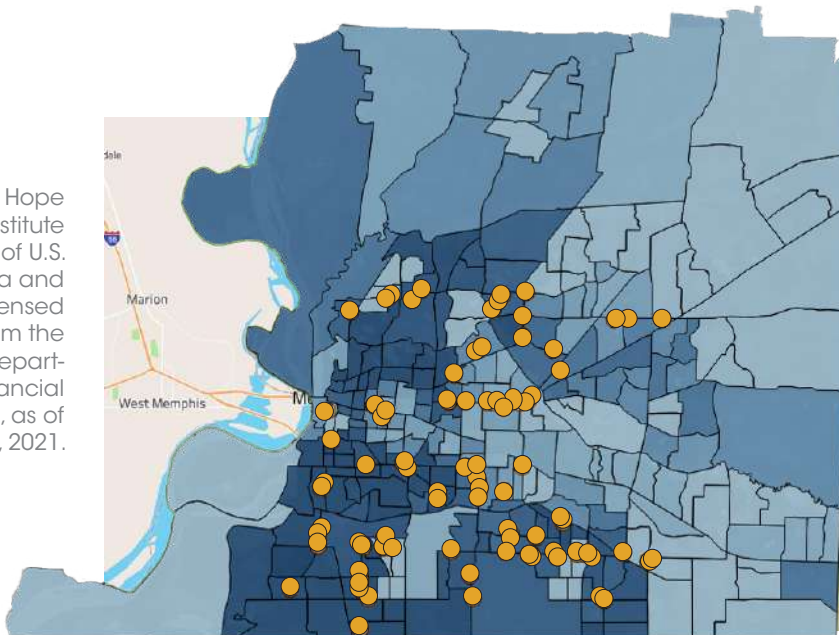 Hope
stitute
of U.S.
a and
ensed
m the
epart-
ancial
, as of
, 2021.
dale
Marion
West Memphis
M